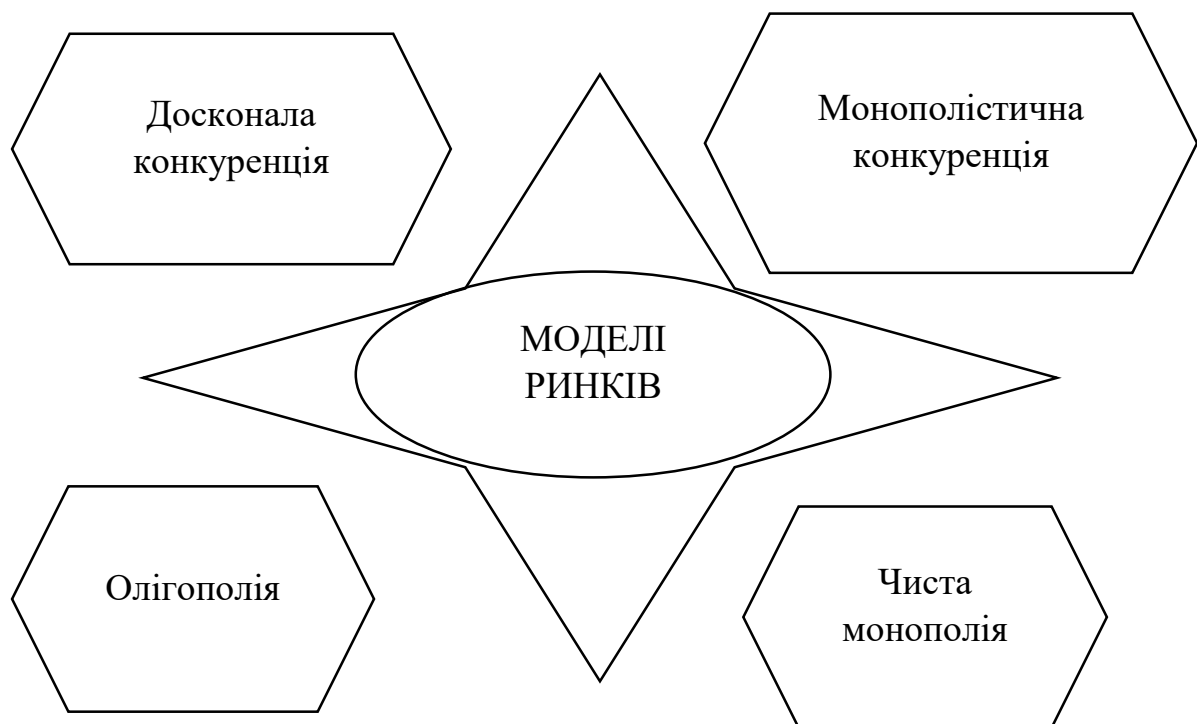 Досконала
конкуренція
Монополістична
конкуренція
МОДЕЛІ
РИНКІВ
Олігополія
Чиста
монополія